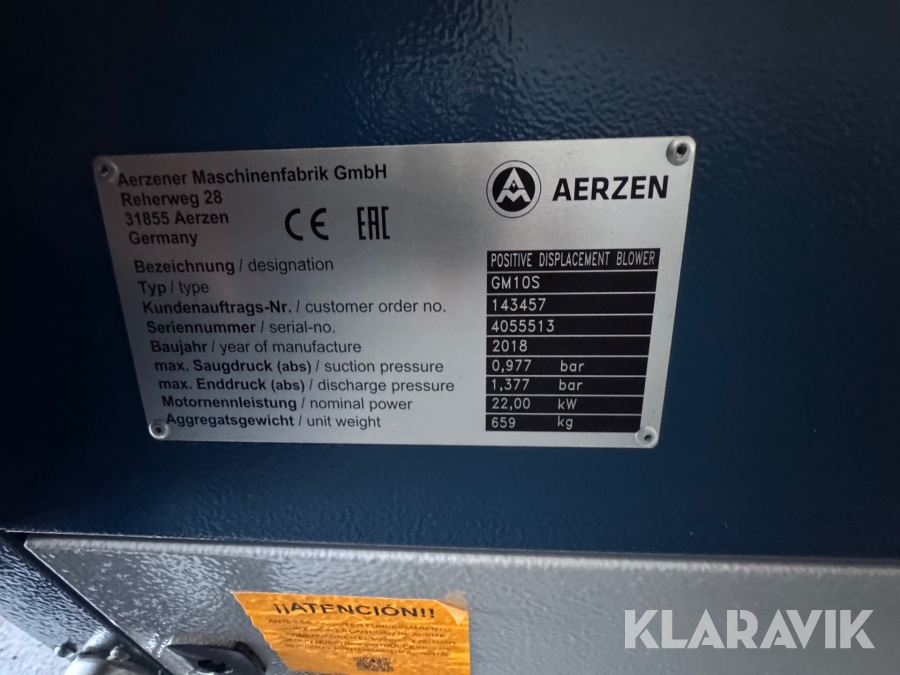 Aerzener Maschinenfabrik GmbH
Reherweg 28
31855 Aerzen
Germany
CE EAC
AERZEN
Bezeichnung / designation POSITIVE DISPLACEMENT BLOWER
Typ / type GM10S
Kundenauftrags-Nr. / customer order no. 143457
Seriennummer / serial-no. 4055513
Baujahr / year of manufacture 2018
max. Saugdruck (abs) / suction pressure 0,977 bar
max. Enddruck (abs) / discharge pressure 1,377 bar
Motornennleistung / nominal power 22,00 kW
Aggregatsgewicht / unit weight 659 kg
¡¡ATENCIÓN!!
KLARAVIK